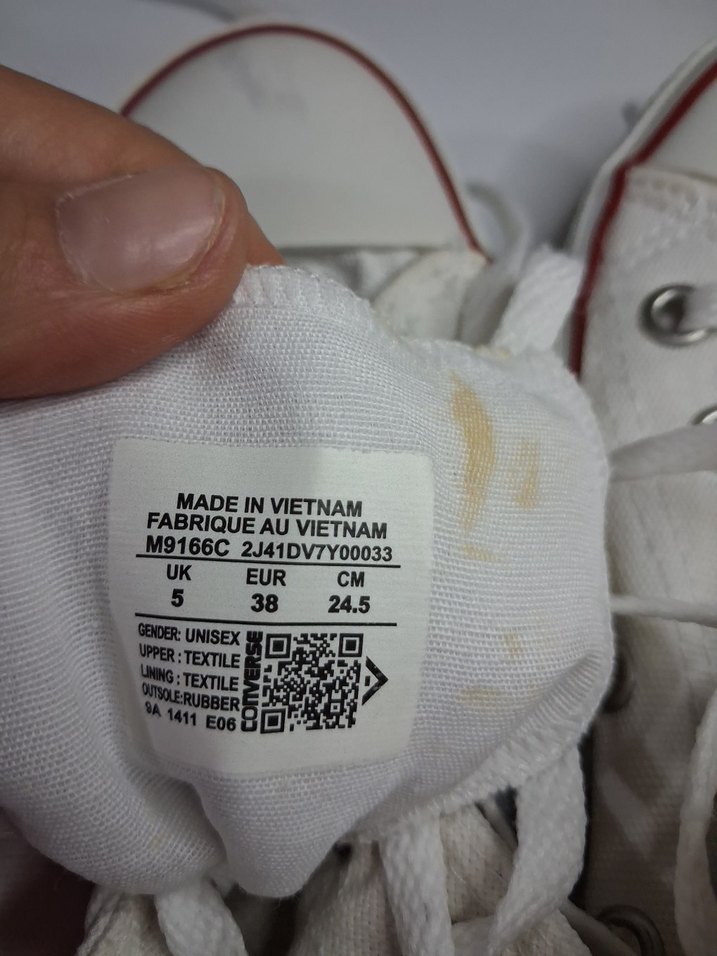 MADE IN VIETNAM
FABRIQUE AU VIETNAM
M9166C 2J41DV7Y00033
UK EUR CM
5 38 24.5
GENDER: UNISEX
UPPER : TEXTILE
LINING : TEXTILE
OUTSOLE:RUBBER
9A 1411 E06
CONVERSE